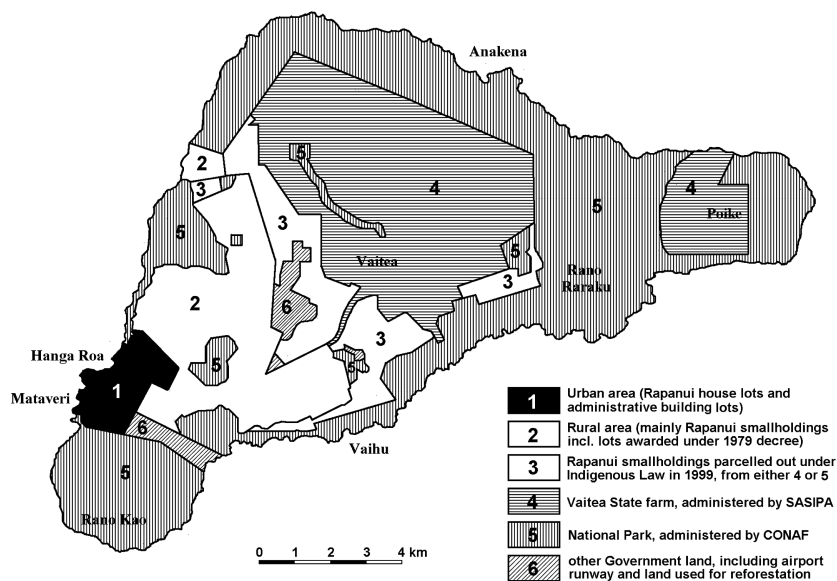 Anakena
2
5
3
4
5
4
5
3
Poike
5
Vaitea
5
Rano
Raraku
3
2
6
3
Hanga Roa
5
5
1
Mataveri
6
Vaihu
5
Rano Kao
0 1 2 3 4 km
1 Urban area (Rapanui house lots and
administrative building lots)
2 Rural area (mainly Rapanui smallholdings
incl. lots awarded under 1979 decree)
3 Rapanui smallholdings parcelled out under
Indigenous Law in 1999, from either 4 or 5
4 Vaitea State farm, administered by SASIPA
5 National Park, administered by CONAF
6 other Government land, including airport
runway and land used for reforestation